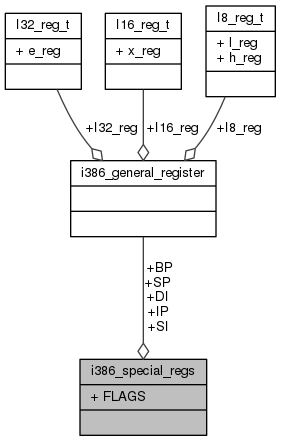 I32_reg_t
+ e_reg
I16_reg_t
+ x_reg
I8_reg_t
+ l_reg
+ h_reg
+I32_reg
+I16_reg
+I8_reg
i386_general_register
+BP
+SP
+DI
+IP
+SI
i386_special_regs
+ FLAGS